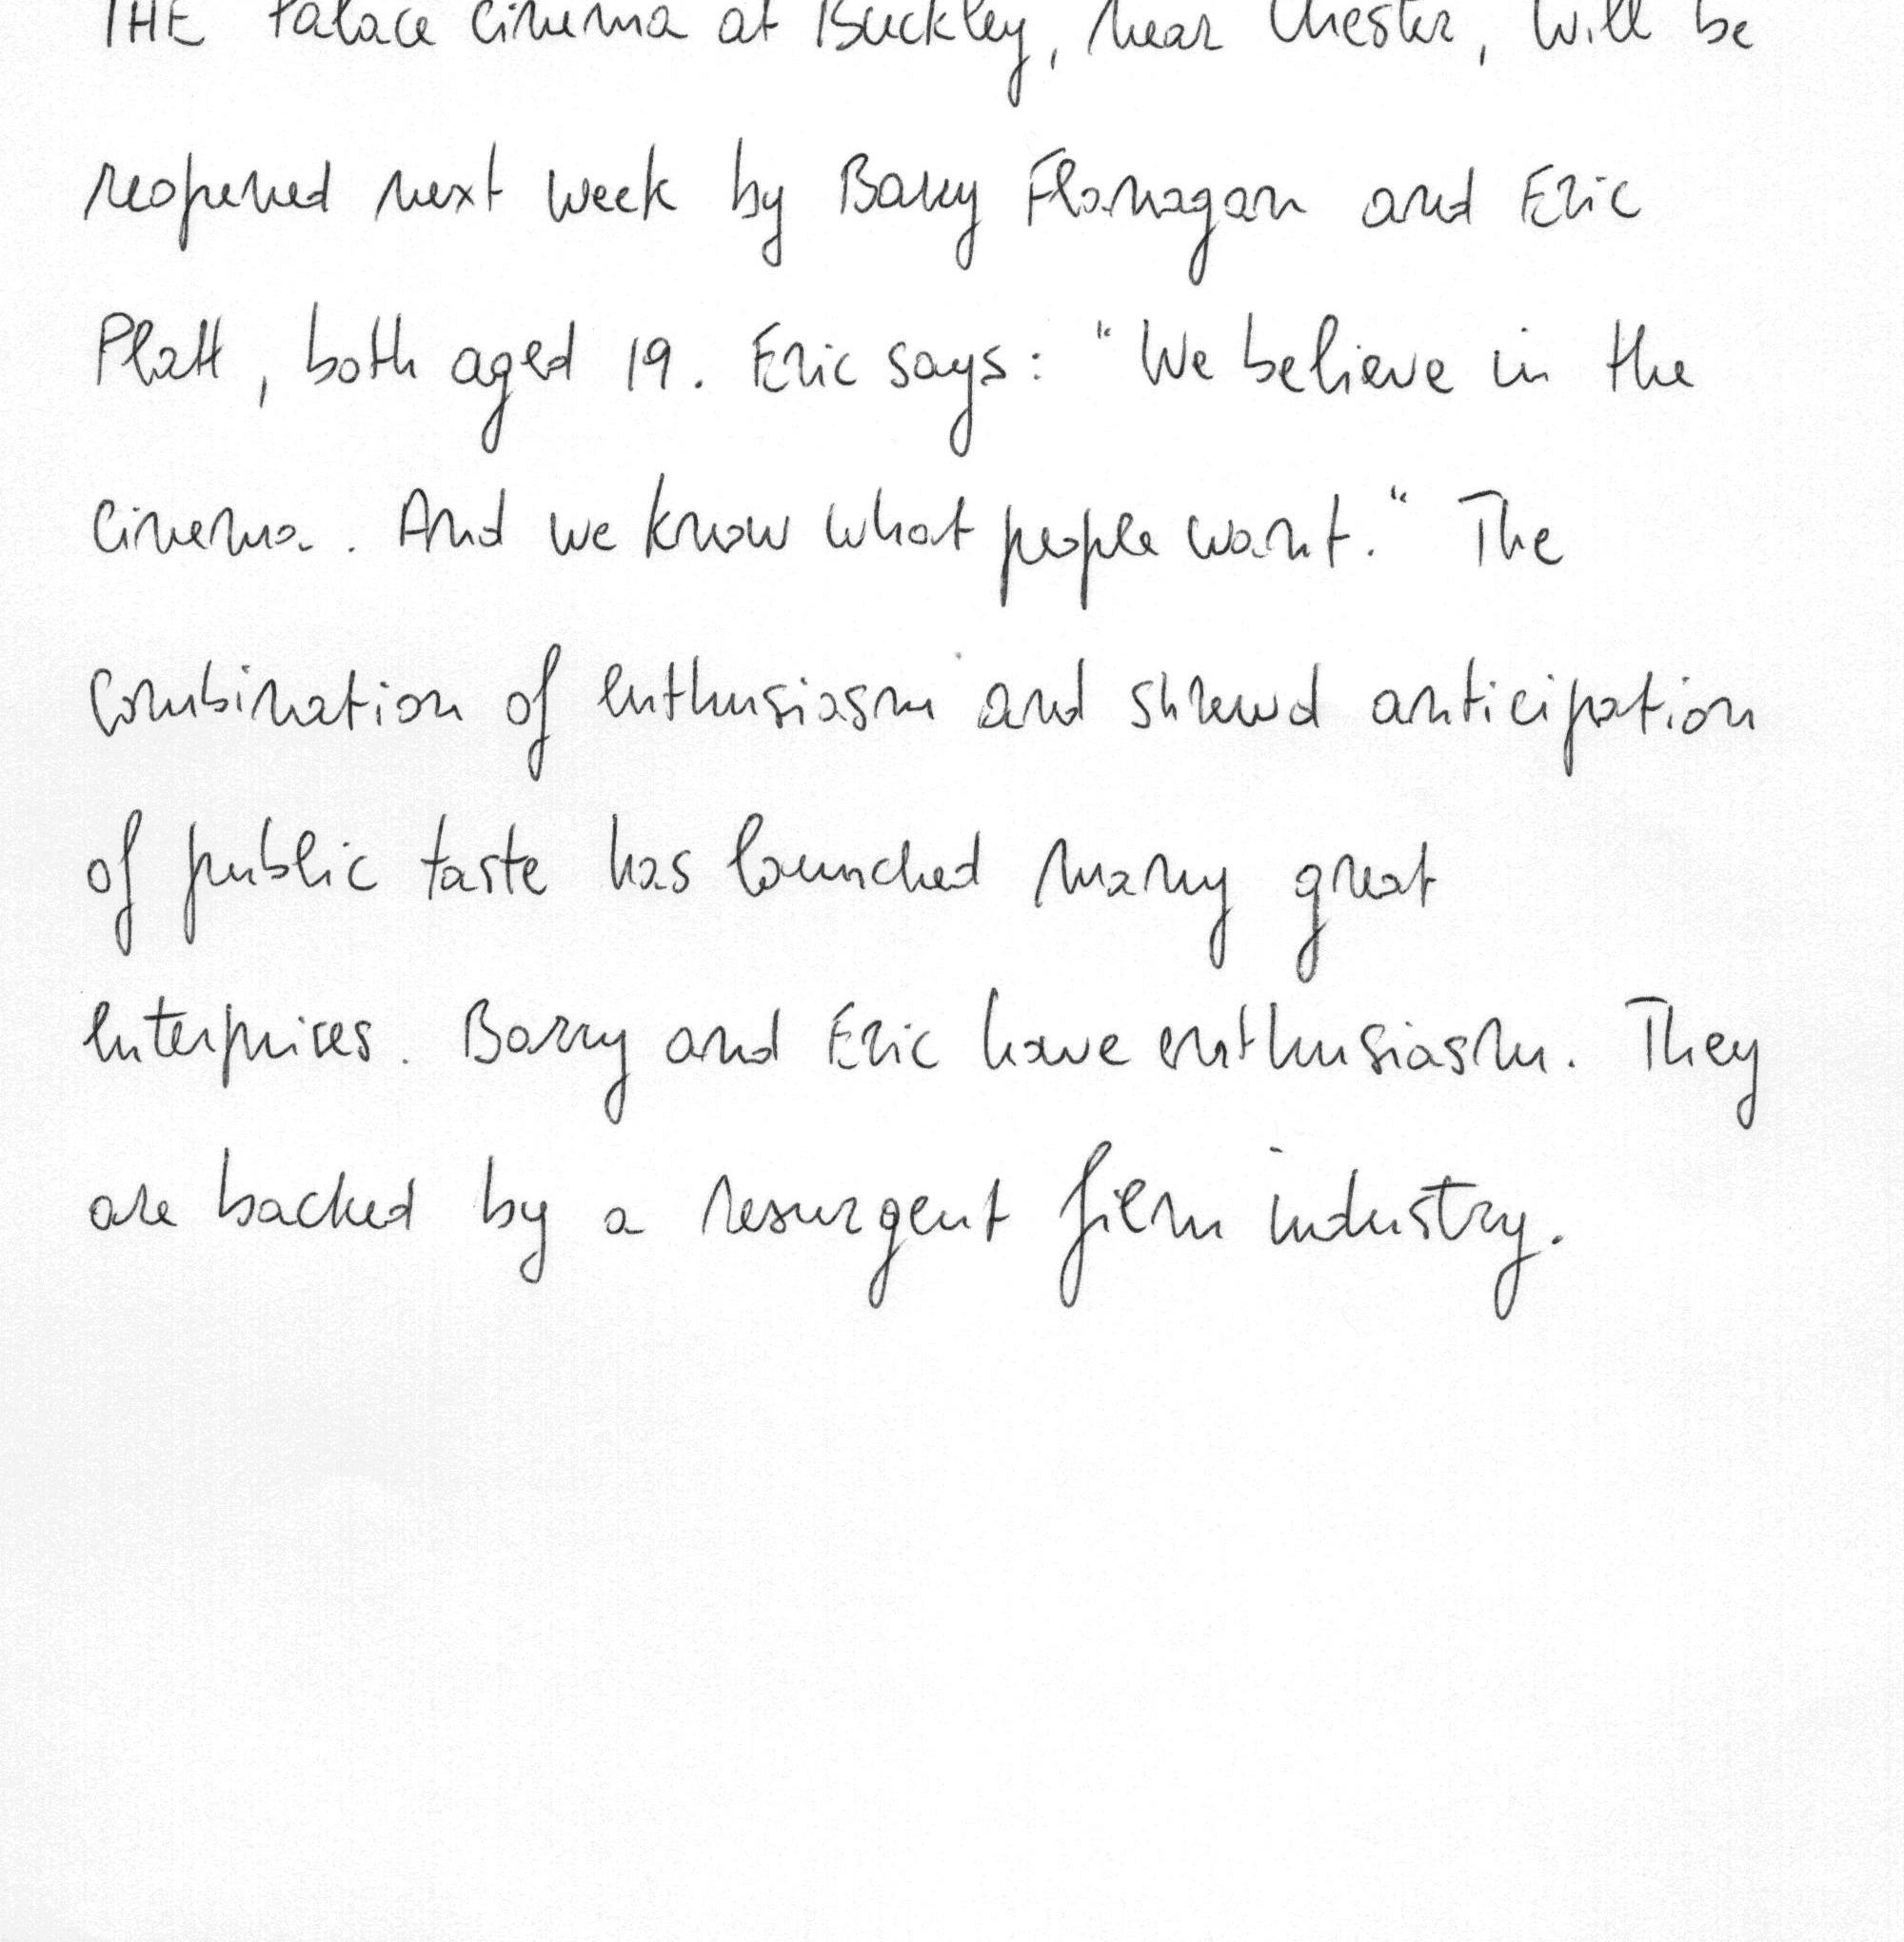 THE Palace Cinema at Buckley, near Chester, will be
reopened next week by Barry Flanagan and Eric
Platt, both aged 19. Eric says: "We believe in the
cinema. And we know what people want." The
combination of enthusiasm and shrewd anticipation
of public taste has launched many great
enterprises. Barry and Eric have enthusiasm. They
are backed by a resurgent film industry.